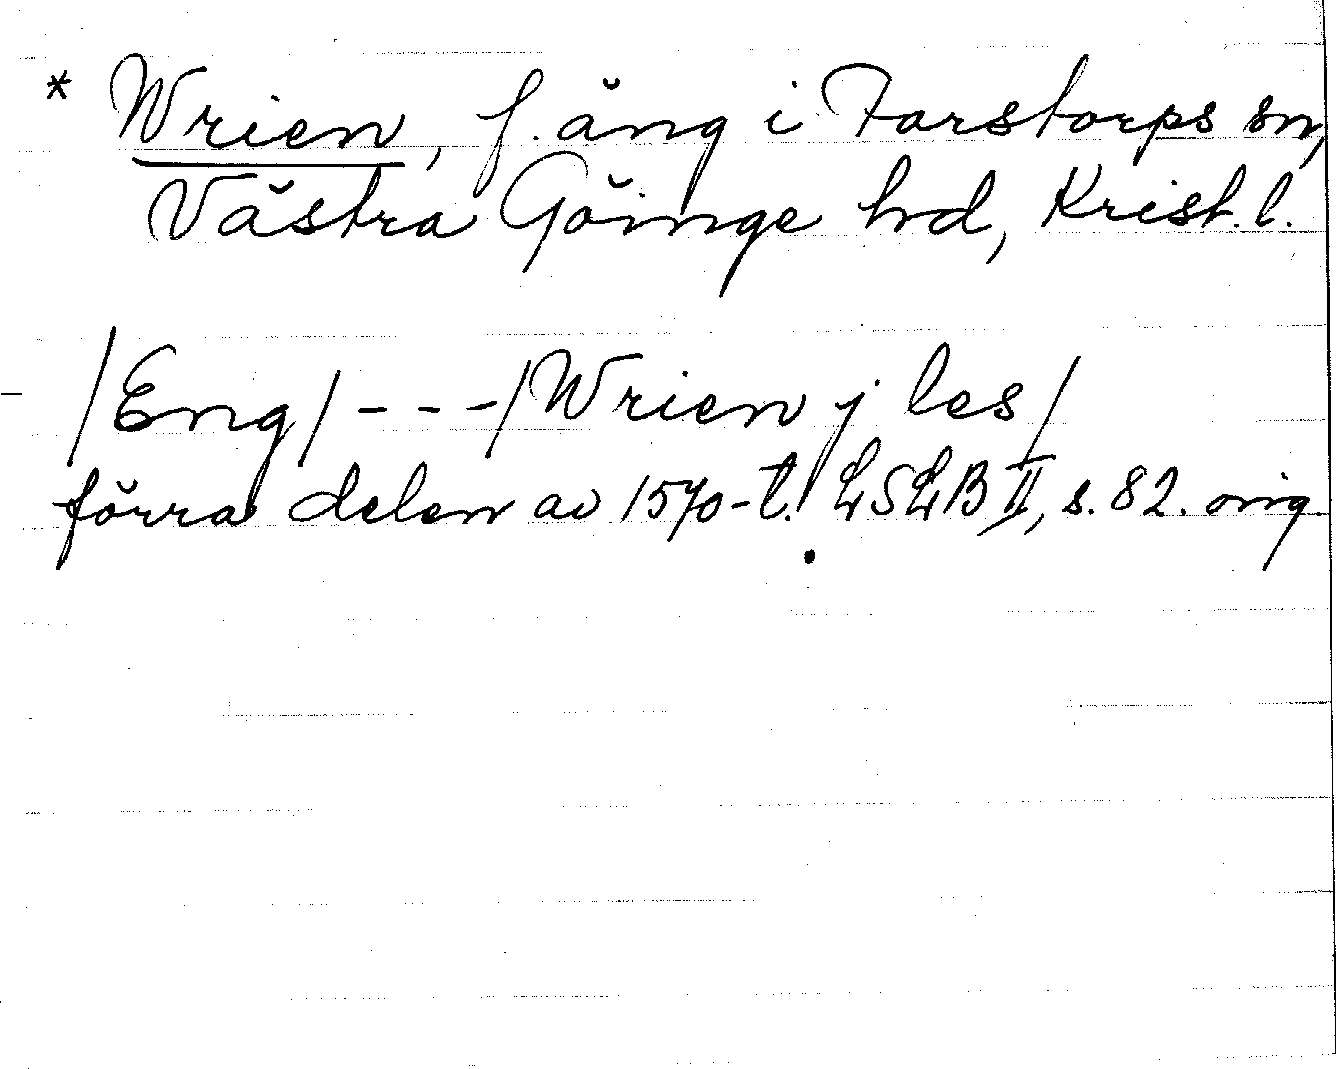 * Wrien, f. äng i Farstorps sn,
Västra Göinge hd, Krist. l.
/Eng/ - - - /Wrien j les/
förra delen av 1570-t. LSLB II, s. 82. orig.